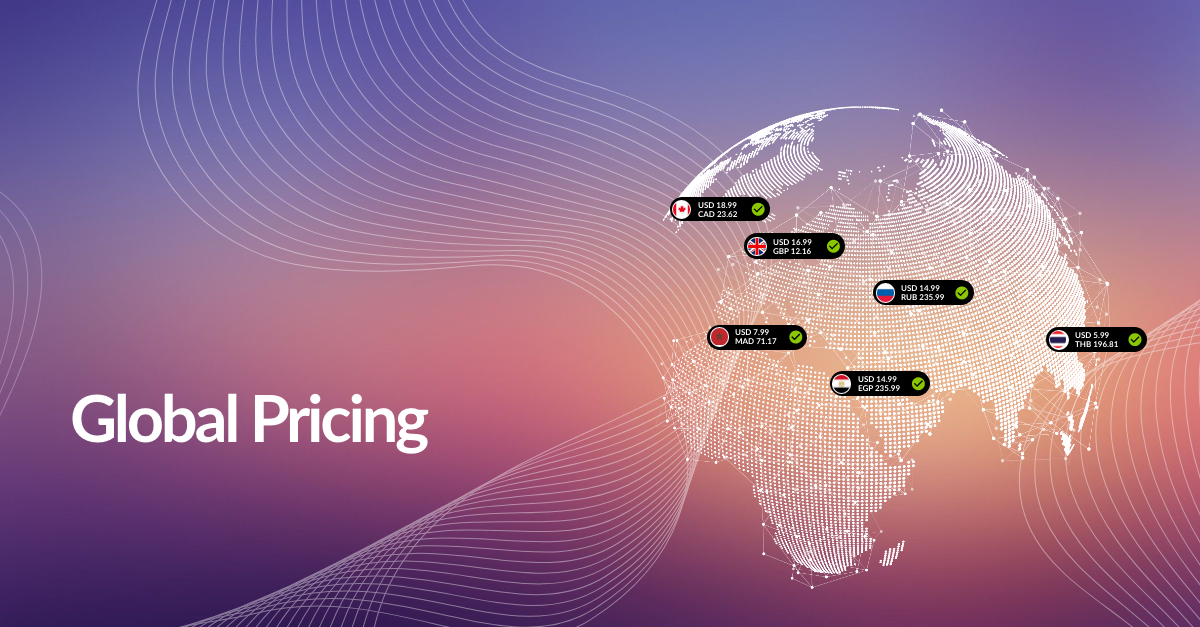 USD 18.99
CAD 23.62
USD 16.99
GBP 12.16
USD 14.99
RUB 235.99
USD 7.99
MAD 71.17
USD 5.99
THB 196.81
USD 14.99
EGP 235.99
Global Pricing